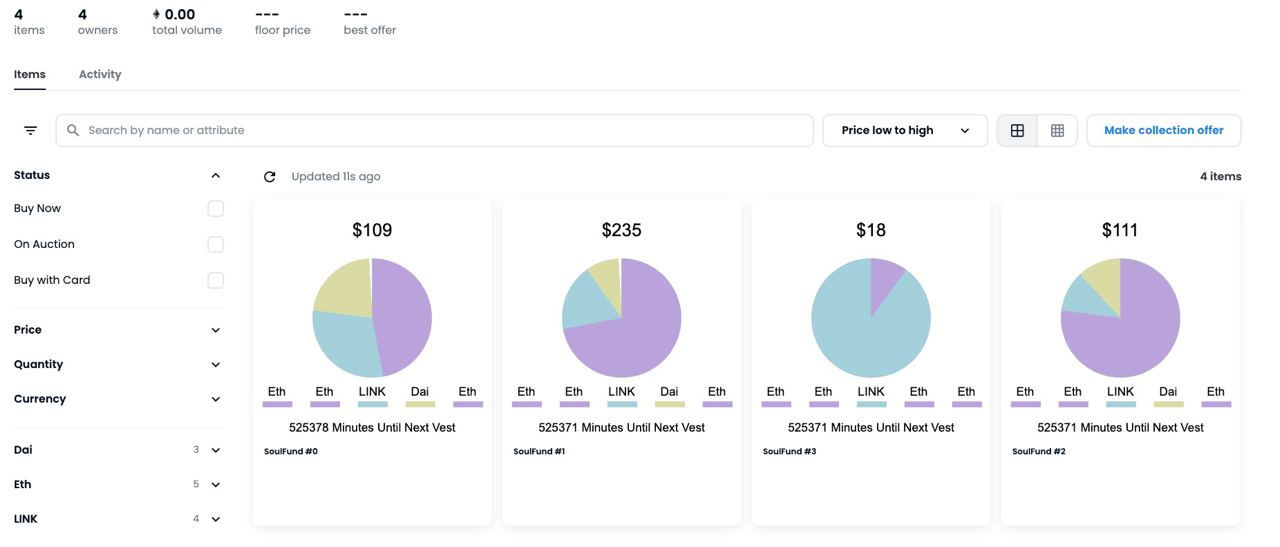 4 4 0.00 --- ---
items owners total volume floor price best offer
Items Activity
Search by name or attribute
Price low to high
Make collection offer
Status
Buy Now
On Auction
Buy with Card
Price
Quantity
Currency
Dai 3
Eth 5
LINK 4
Updated 11s ago
4 items
$109
Eth Eth LINK Dai Eth
525378 Minutes Until Next Vest
SoulFund #0
$235
Eth Eth LINK Dai Eth
525371 Minutes Until Next Vest
SoulFund #1
$18
Eth Eth LINK Eth Eth
525371 Minutes Until Next Vest
SoulFund #3
$111
Eth Eth LINK Dai Eth
525371 Minutes Until Next Vest
SoulFund #2